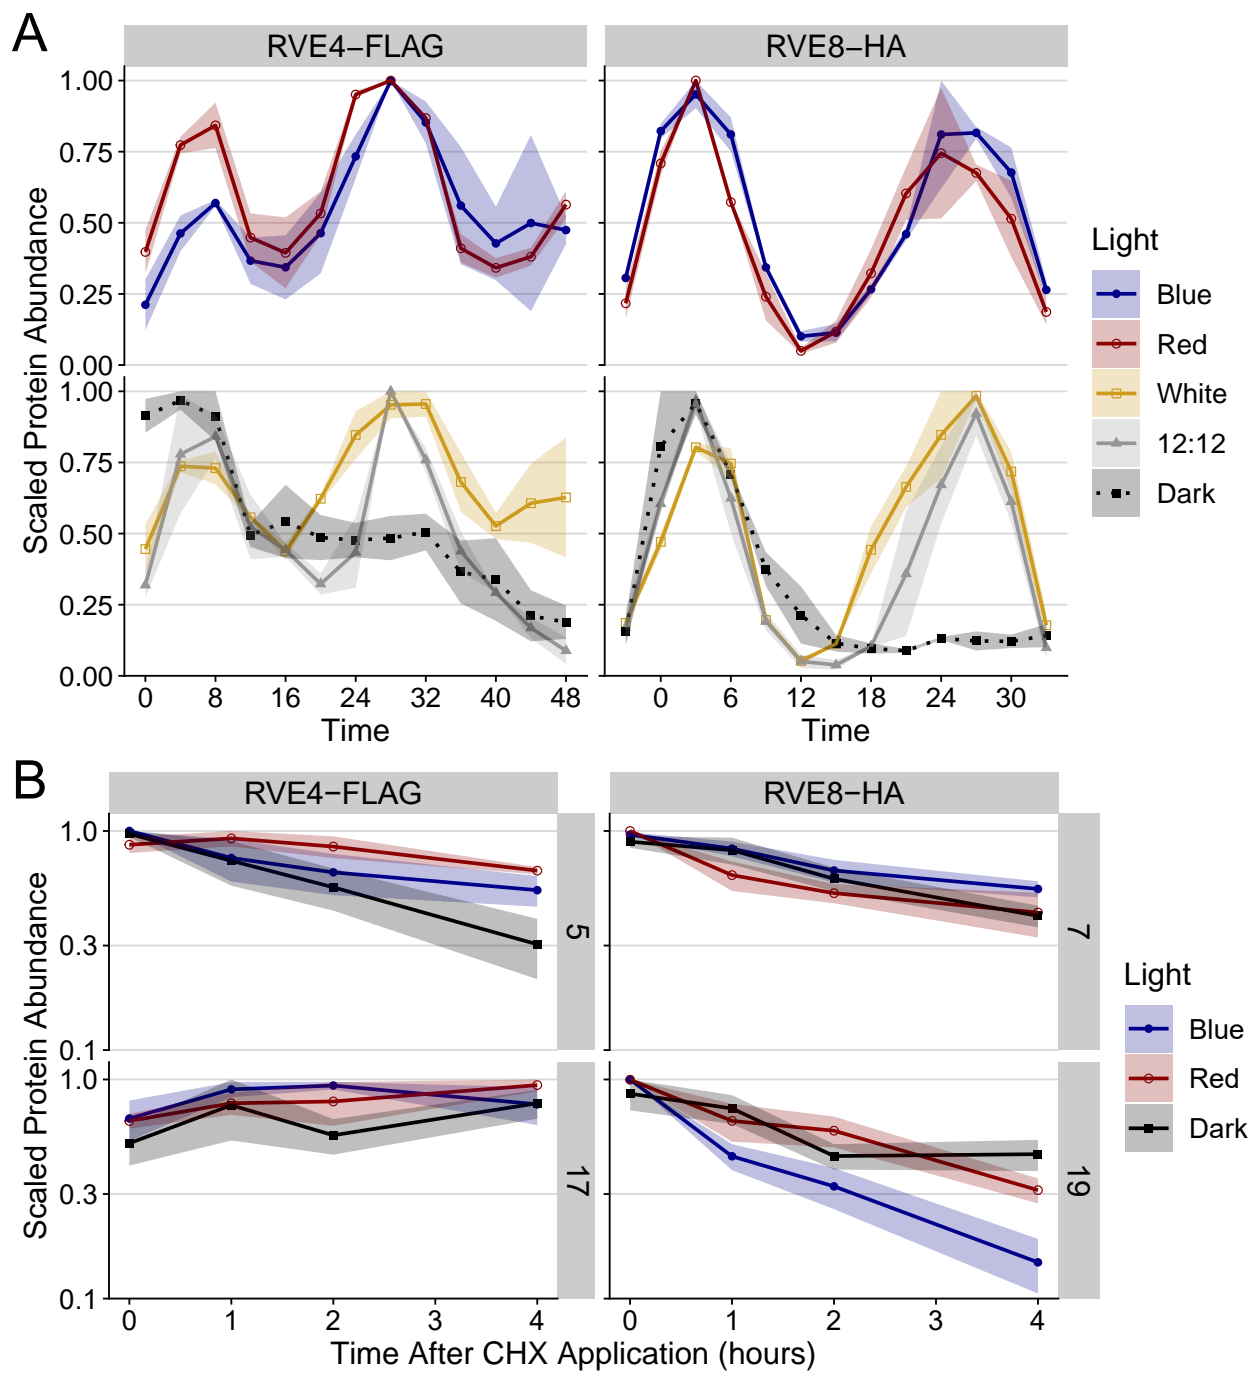 A
RVE4−FLAG
RVE8−HA
Scaled Protein Abundance
1.00
0.75
0.50
0.25
0.00
1.00
0.75
0.50
0.25
0.00
0 8 16 24 32 40 48
0 6 12 18 24 30
Time
Time
Light
Blue
Red
White
12:12
Dark
B
RVE4−FLAG
RVE8−HA
Scaled Protein Abundance
1.0
0.3
0.1
5
7
1.0
0.3
0.1
17
19
0 1 2 3 4
0 1 2 3 4
Time After CHX Application (hours)
Light
Blue
Red
Dark